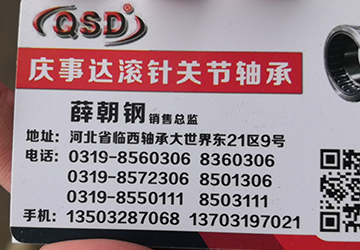 QSD®
庆事达滚针关节轴承
薛朝钢 销售总监
地址：河北省临西轴承大世界东21区9号
电话：0319-8560306 8360306
0319-8572306 8501306
0319-8550111 8503111
手机：13503287068 13703197021